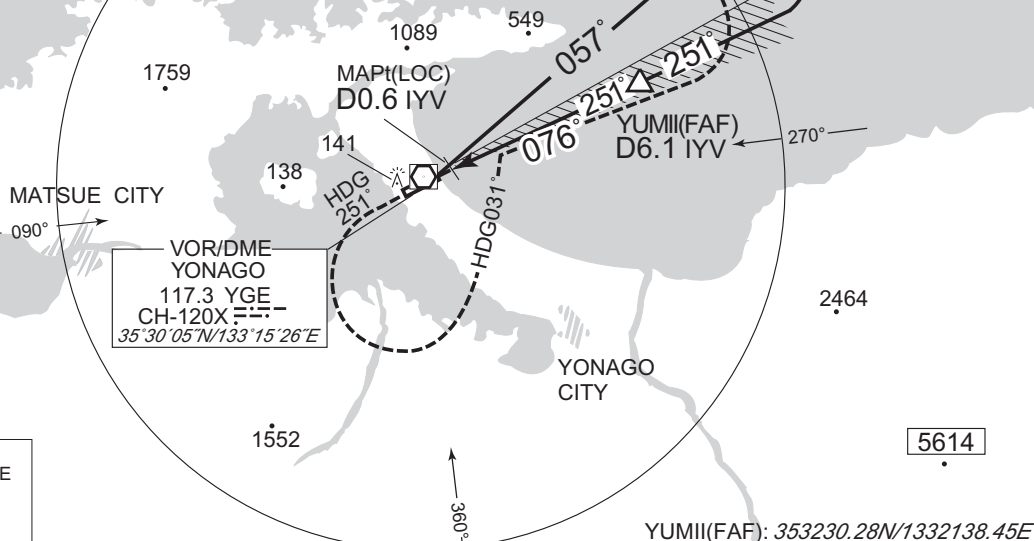 549
1089
057°
1759
MAPt(LOC)
D0.6 IYV
251°
251°
YUMII(FAF)
D6.1 IYV
076°
270°
141
138
HDG
251°
MATSUE CITY
090°
HDG031°
VOR/DME
YONAGO
117.3 YGE
CH-120X
35°30′05″N/133°15′26″E
2464
YONAGO
CITY
1552
5614
E
360°
YUMII(FAF): 353230.28N/1332138.45E